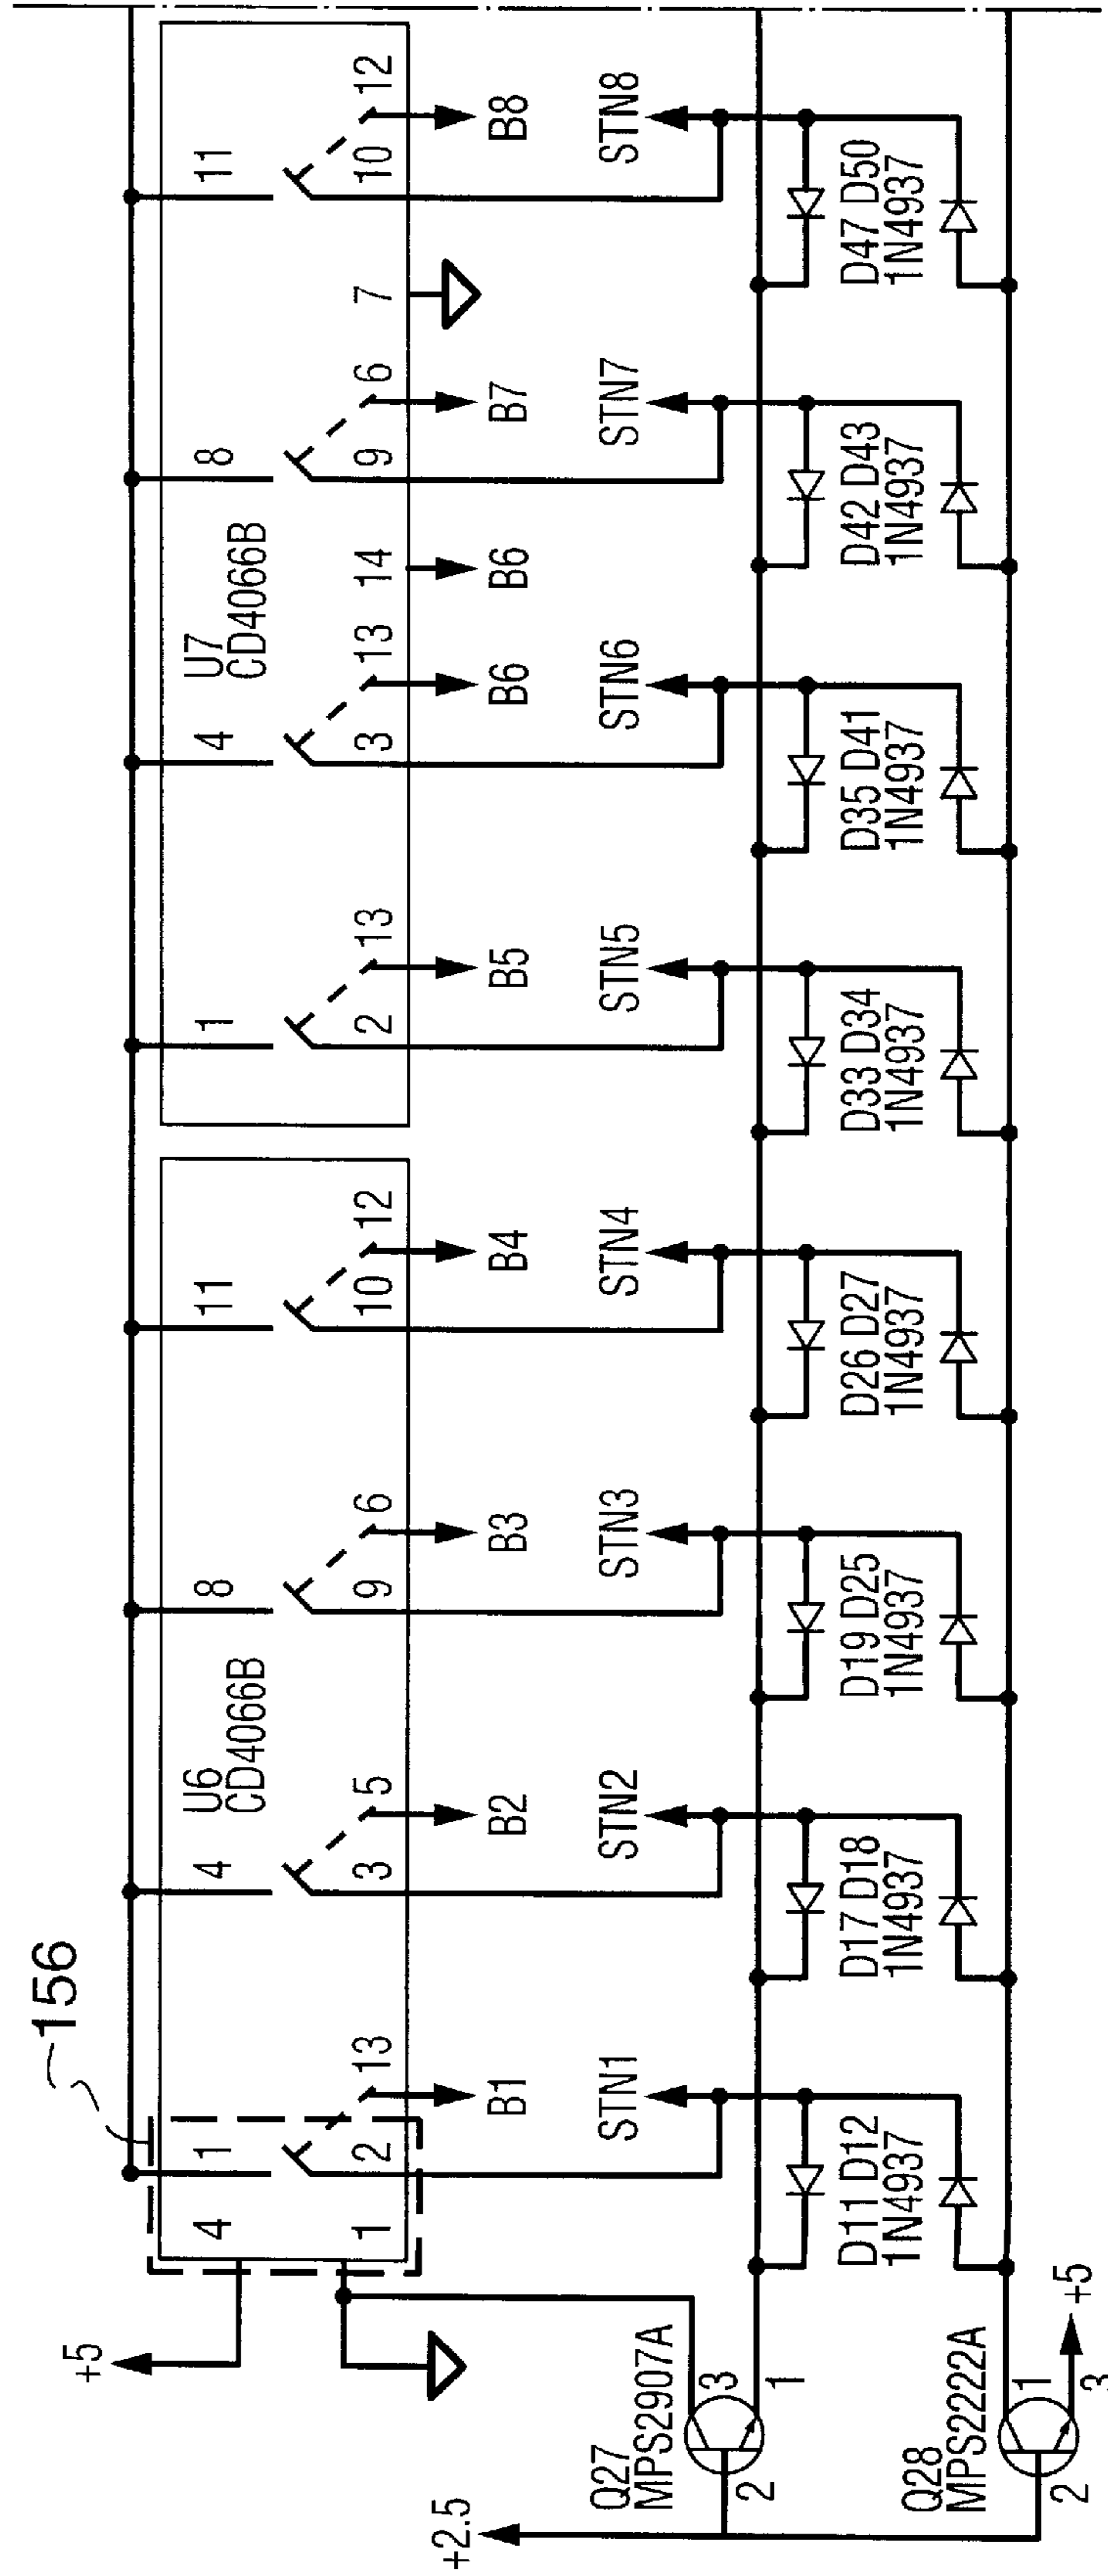 156
+5
4
1
1
2
13
B1
STN1
U6
CD4066B
4
3
5
B2
STN2
8
9
6
B3
STN3
11
10
12
B4
STN4
1
2
13
B5
STN5
U7
CD4066B
4
3
13
B6
STN6
14
B6
8
9
6
B7
STN7
7
11
10
12
B8
STN8
+2.5
Q27
MPS2907A
3
2
1
Q28
MPS2222A
1
2
3
+5
D11 D12
1N4937
D17 D18
1N4937
D19 D25
1N4937
D26 D27
1N4937
D33 D34
1N4937
D35 D41
1N4937
D42 D43
1N4937
D47 D50
1N4937